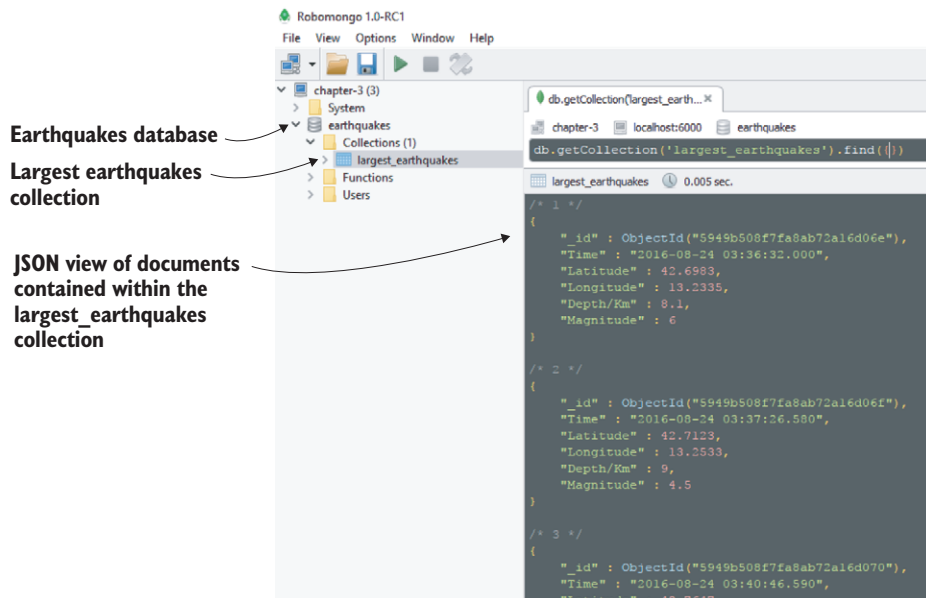 Robomongo 1.0-RC1
File View Options Window Help
chapter-3 (3)
System
earthquakes
Collections (1)
largest_earthquakes
Functions
Users
Earthquakes database
Largest earthquakes
collection
JSON view of documents
contained within the
largest_earthquakes
collection
db.getCollection('largest_earth...
chapter-3 localhost:6000 earthquakes
db.getCollection('largest_earthquakes').find({})
largest_earthquakes 0.005 sec.
/* 1 */
{
"_id" : ObjectId("5949b508f7fa8ab72a16d06e"),
"Time" : "2016-08-24 03:36:32.000",
"Latitude" : 42.6983,
"Longitude" : 13.2335,
"Depth/Km" : 8.1,
"Magnitude" : 6
}
/* 2 */
{
"_id" : ObjectId("5949b508f7fa8ab72a16d06f"),
"Time" : "2016-08-24 03:37:26.580",
"Latitude" : 42.7123,
"Longitude" : 13.2533,
"Depth/Km" : 9,
"Magnitude" : 4.5
}
/* 3 */
{
"_id" : ObjectId("5949b508f7fa8ab72a16d070"),
"Time" : "2016-08-24 03:40:46.590",